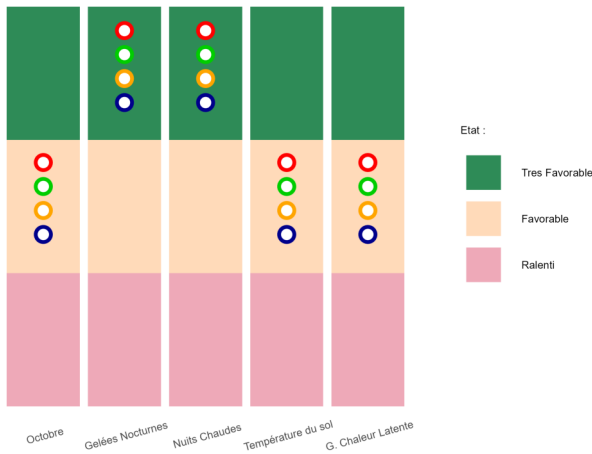 Etat :
Tres Favorable
Favorable
Ralenti
Octobre
Gelées Nocturnes
Nuits Chaudes
Température du sol
G. Chaleur Latente